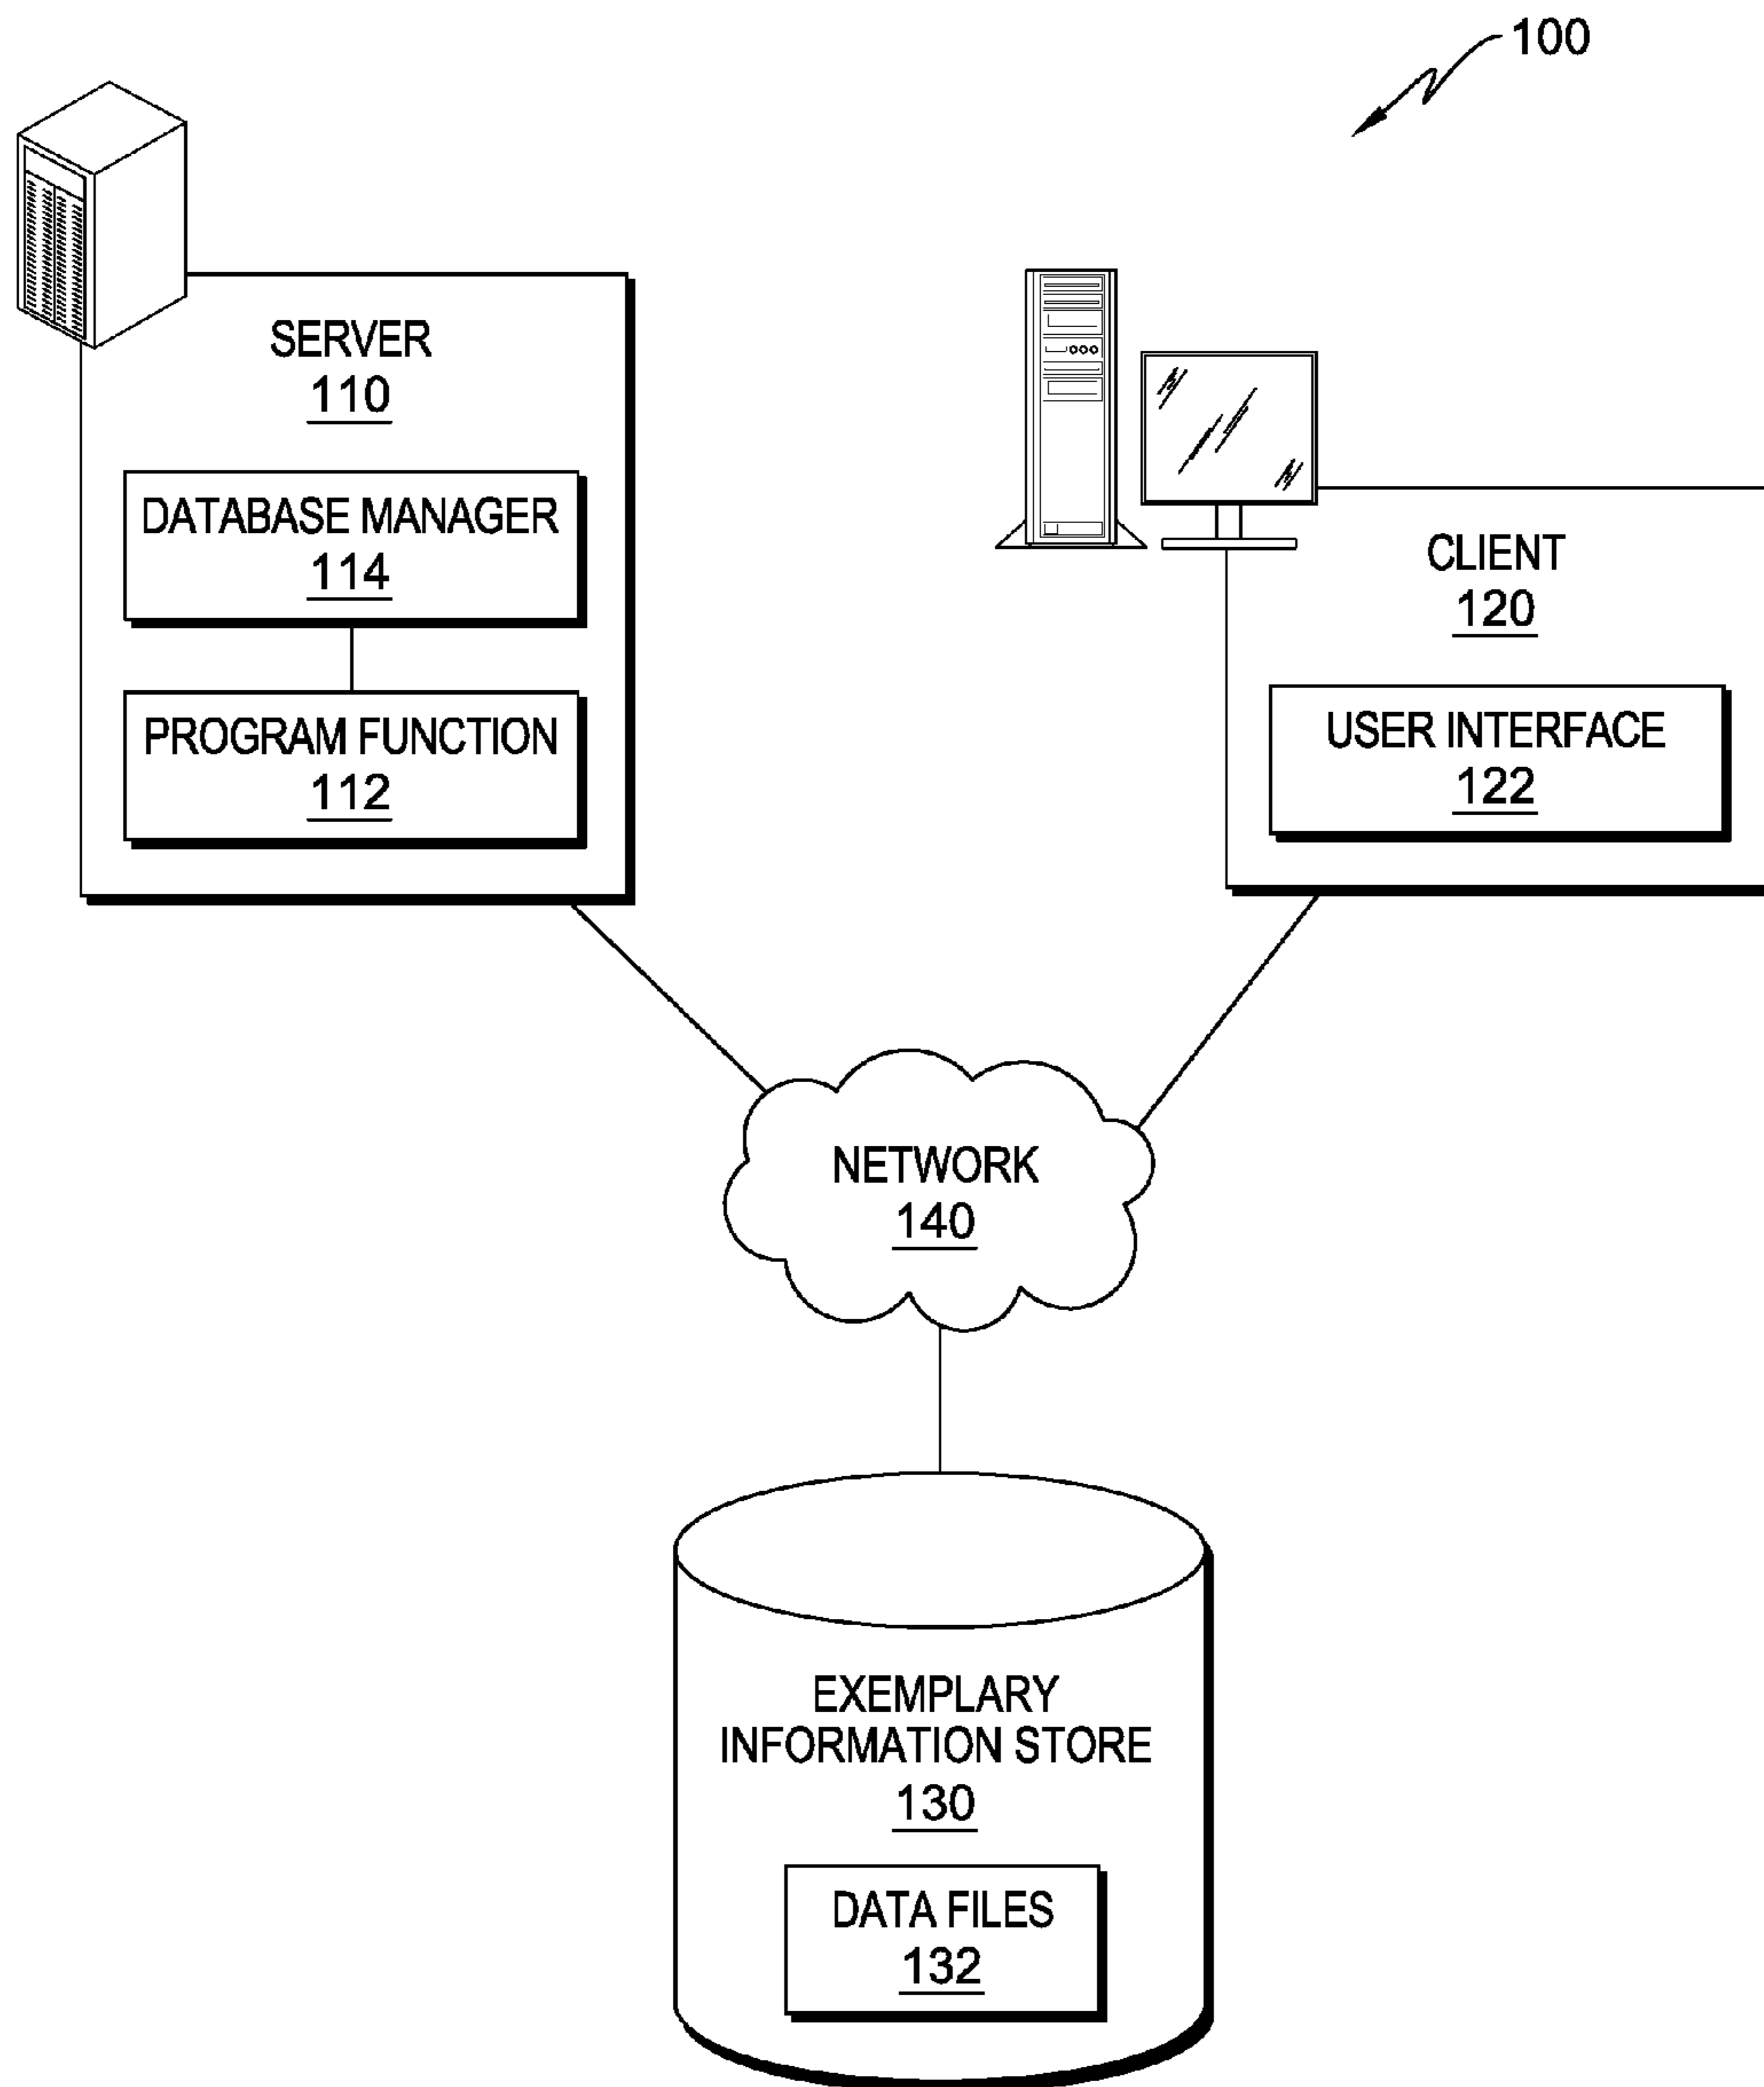 100
SERVER
110
DATABASE MANAGER
114
PROGRAM FUNCTION
112
CLIENT
120
USER INTERFACE
122
NETWORK
140
EXEMPLARY
INFORMATION STORE
130
DATA FILES
132